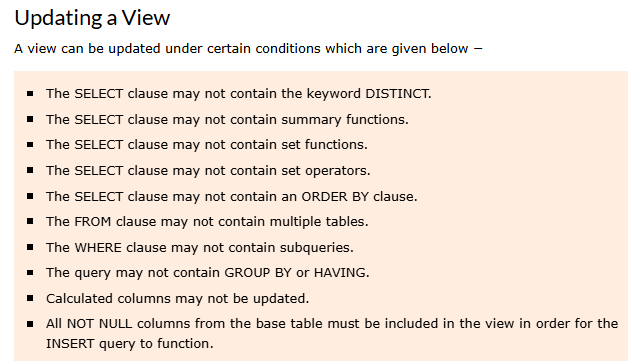 Updating a View
A view can be updated under certain conditions which are given below −
The SELECT clause may not contain the keyword DISTINCT.
The SELECT clause may not contain summary functions.
The SELECT clause may not contain set functions.
The SELECT clause may not contain set operators.
The SELECT clause may not contain an ORDER BY clause.
The FROM clause may not contain multiple tables.
The WHERE clause may not contain subqueries.
The query may not contain GROUP BY or HAVING.
Calculated columns may not be updated.
All NOT NULL columns from the base table must be included in the view in order for the
INSERT query to function.